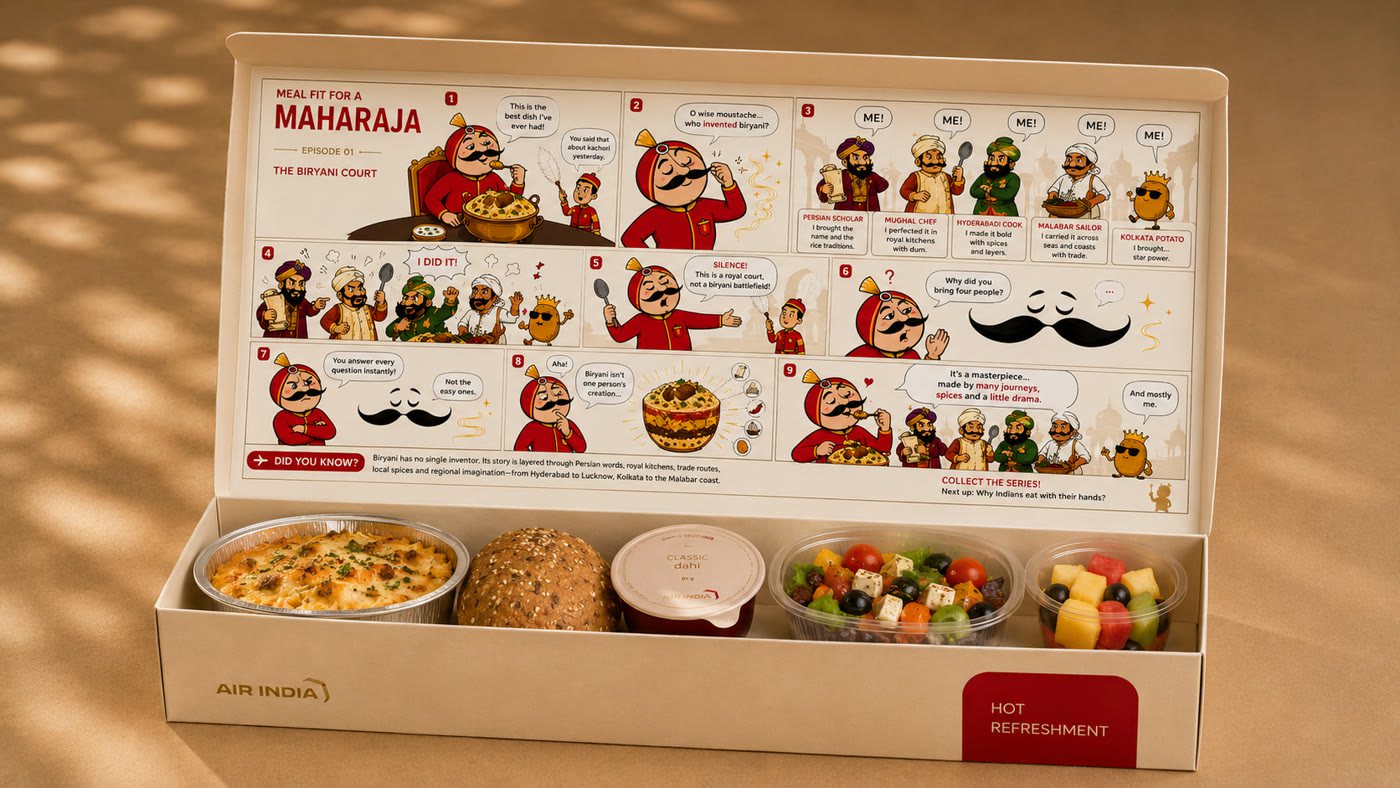 MEAL FIT FOR A
MAHARAJA
EPISODE 01
THE BIRYANI COURT
1
This is the
best dish I've
ever had!
You said that
about kachori
yesterday.
2
O wise moustache...
who invented biryani?
3
ME!
ME!
ME!
ME!
ME!
PERSIAN SCHOLAR
I brought the
name and the
rice traditions.
MUGHAL CHEF
I perfected it in
royal kitchens
with dum.
HYDERABADI COOK
I made it bold
with spices
and layers.
MALABAR SAILOR
I carried it across
seas and coasts
with trade.
KOLKATA POTATO
I brought...
star power.
4
I DID IT!
5
SILENCE!
This is a royal court,
not a biryani battlefield!
6
?
Why did you
bring four people?
...
7
You answer every
question instantly!
Not the
easy ones.
8
Aha!
Biryani isn't
one person's
creation...
9
It's a masterpiece...
made by many journeys,
spices and a little drama.
And mostly
me.
DID YOU KNOW?
Biryani has no single inventor. Its story is layered through Persian words, royal kitchens, trade routes,
local spices and regional imagination—from Hyderabad to Lucknow, Kolkata to the Malabar coast.
COLLECT THE SERIES!
Next up: Why Indians eat with their hands?
CLASSIC
dahi
85 g
AIR INDIA
AIR INDIA
HOT
REFRESHMENT